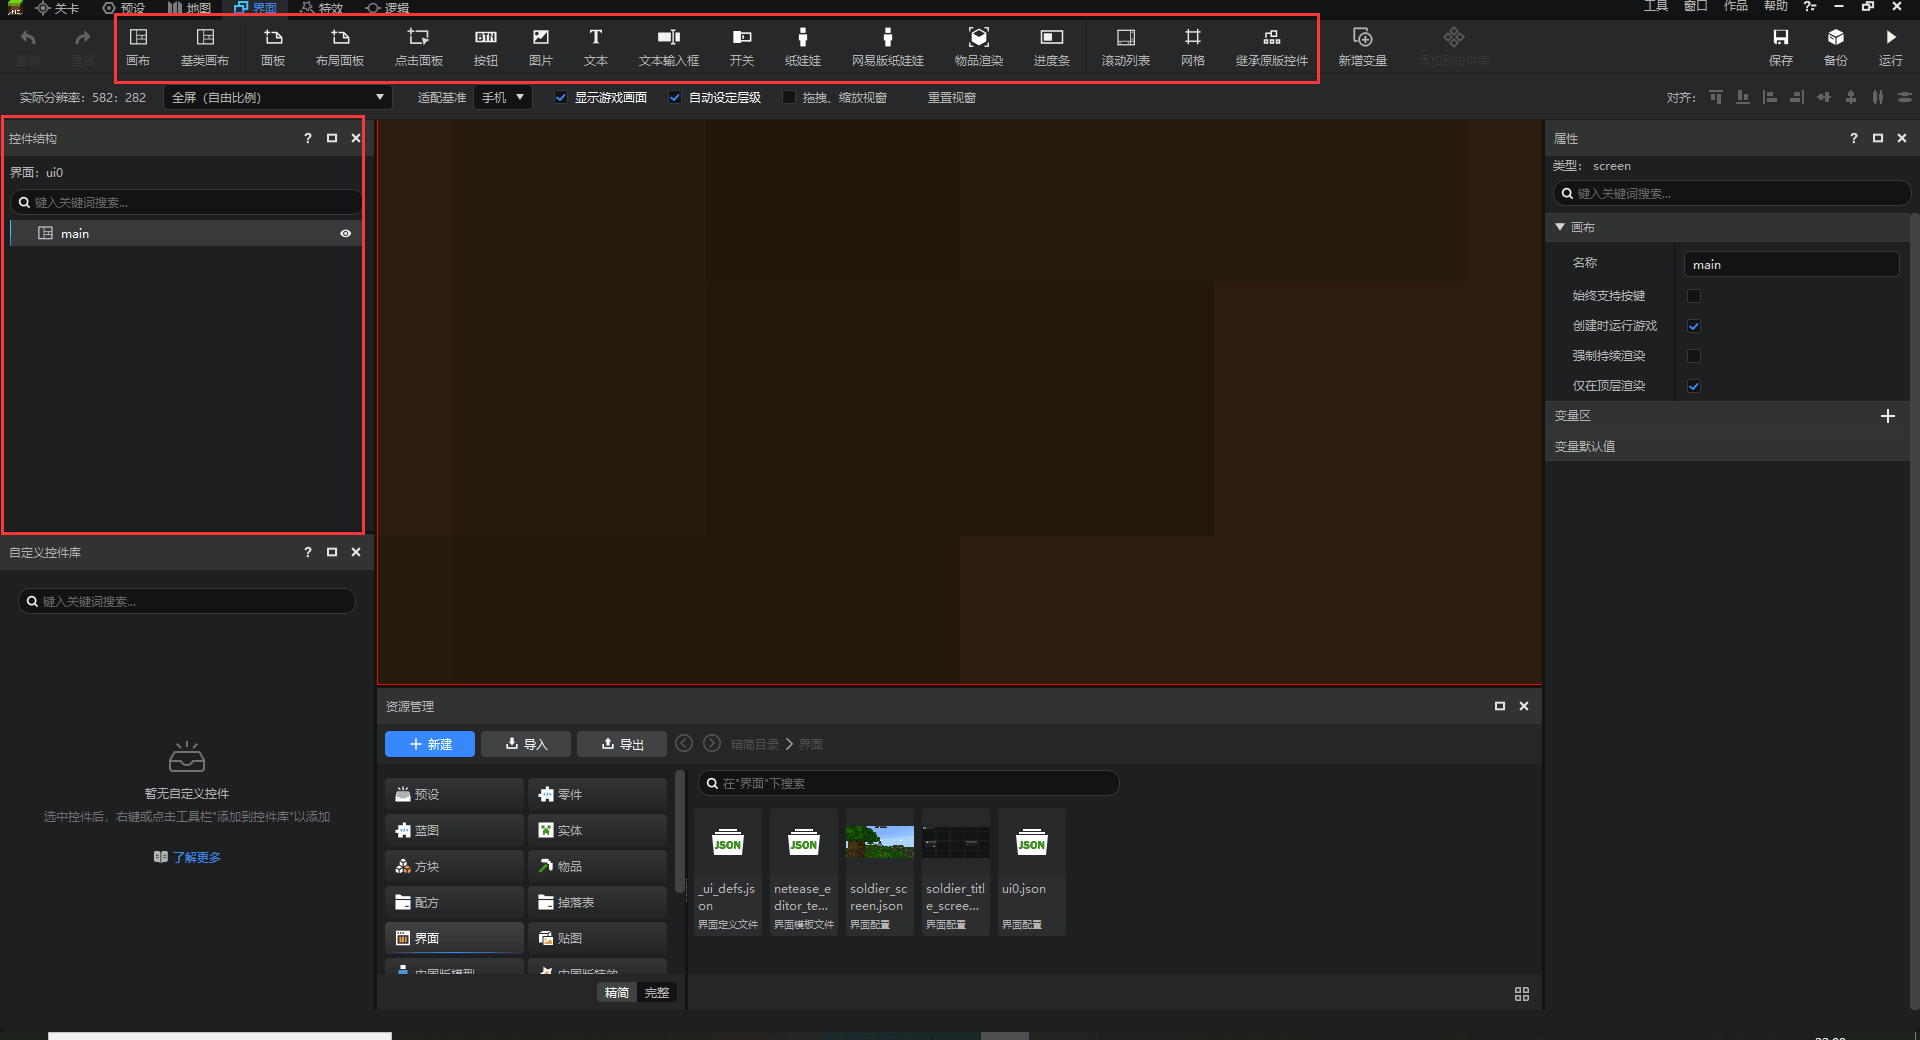 关卡 预设 地图 界面 特效 逻辑 工具 窗口 作品 帮助
撤销 重做 画布 基类画布 面板 布局面板 点击面板 按钮 图片 文本 文本输入框 开关 纸娃娃 网易版纸娃娃 物品渲染 进度条 滚动列表 网格 继承原版控件 新增变量 添加到控件库 保存 备份 运行
BTN
实际分辨率: 582: 282 全屏（自由比例） 适配基准 手机 显示游戏画面 自动设定层级 拖拽、缩放视窗 重置视窗 对齐:
控件结构
界面: ui0
键入关键词搜索...
main
自定义控件库
键入关键词搜索...
暂无自定义控件
选中控件后，右键或点击工具栏"添加到控件库"以添加
了解更多
资源管理
新建 导入 导出 精简目录 界面
预设 零件
蓝图 实体
方块 物品
配方 掉落表
界面 贴图
中国版模型 中国版特效
精简 完整
在"界面"下搜索
JSON
_ui_defs.js
on
界面定义文件
JSON
netease_e
ditor_te...
界面模板文件
soldier_sc
reen.json
界面配置
soldier_titl
e_scree...
界面配置
JSON
ui0.json
界面配置
属性
类型: screen
键入关键词搜索...
画布
名称 main
始终支持按键
创建时运行游戏
强制持续渲染
仅在顶层渲染
变量区
变量默认值